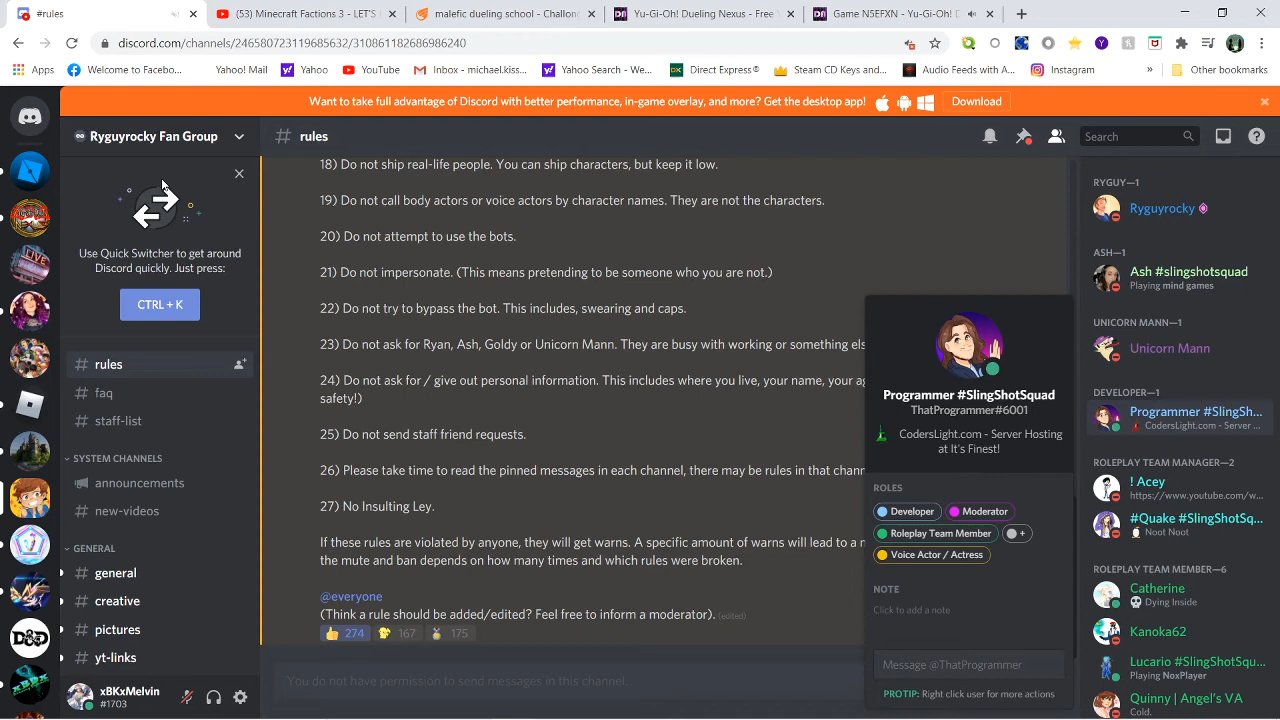 #rules
(53) Minecraft Factions 3 - LET'S
malefic dueling school - Challong
Yu-Gi-Oh! Dueling Ness - Free Y
Game N5EFXN - Yu-Gi-Oh! D
discord.com/channels/246580723119685632/310861182686986240
Apps
Welcome to Facebo...
Yahoo! Mail
Yahoo
YouTube
Inbox - michael.kiss...
Yahoo Search - We...
Direct Express®
Steam CD Keys and...
Audio Feeds with A...
Instagram
»
Other bookmarks
Want to take full advantage of Discord with better performance, in-game overlay, and more? Get the desktop app!
Download
Ryguyrocky Fan Group
# rules
Search
Use Quick Switcher to get around
Discord quickly. Just press:
CTRL + K
# rules
# faq
# staff-list
SYSTEM CHANNELS
announcements
# new-videos
GENERAL
# general
# creative
# pictures
# yt-links
xBKxMelvin
#1703
LIVE
D&D
18) Do not ship real-life people. You can ship characters, but keep it low.
19) Do not call body actors or voice actors by character names. They are not the characters.
20) Do not attempt to use the bots.
21) Do not impersonate. (This means pretending to be someone who you are not.)
22) Do not try to bypass the bot. This includes, swearing and caps.
23) Do not ask for Ryan, Ash, Goldy or Unicorn Mann. They are busy with working or something els
24) Do not ask for / give out personal information. This includes where you live, your name, your ag
safety!)
25) Do not send staff friend requests.
26) Please take time to read the pinned messages in each channel, there may be rules in that chann
27) No Insulting Ley.
If these rules are violated by anyone, they will get warns. A specific amount of warns will lead to a m
the mute and ban depends on how many times and which rules were broken.
@everyone
(Think a rule should be added/edited? Feel free to inform a moderator). (edited)
274
167
175
You do not have permission to send messages in this channel.
Programmer #SlingShotSquad
ThatProgrammer#6001
CodersLight.com - Server Hosting
at It's Finest!
ROLES
Developer
Moderator
Roleplay Team Member
+
Voice Actor / Actress
NOTE
Click to add a note
Message @ThatProgrammer
PROTIP: Right click user for more actions
RYGUY—1
Ryguyrocky
ASH—1
Ash #slingshotsquad
Playing mind games
UNICORN MANN—1
Unicorn Mann
DEVELOPER—1
Programmer #SlingSh...
CodersLight.com - Server ...
ROLEPLAY TEAM MANAGER—2
! Acey
https://www.youtube.com/w...
#Quake #SlingShotSq...
Noot Noot
ROLEPLAY TEAM MEMBER—6
Catherine
Dying Inside
Kanoka62
Lucario #SlingShotSqu...
Playing NoxPlayer
Quinny | Angel's VA
Cold.